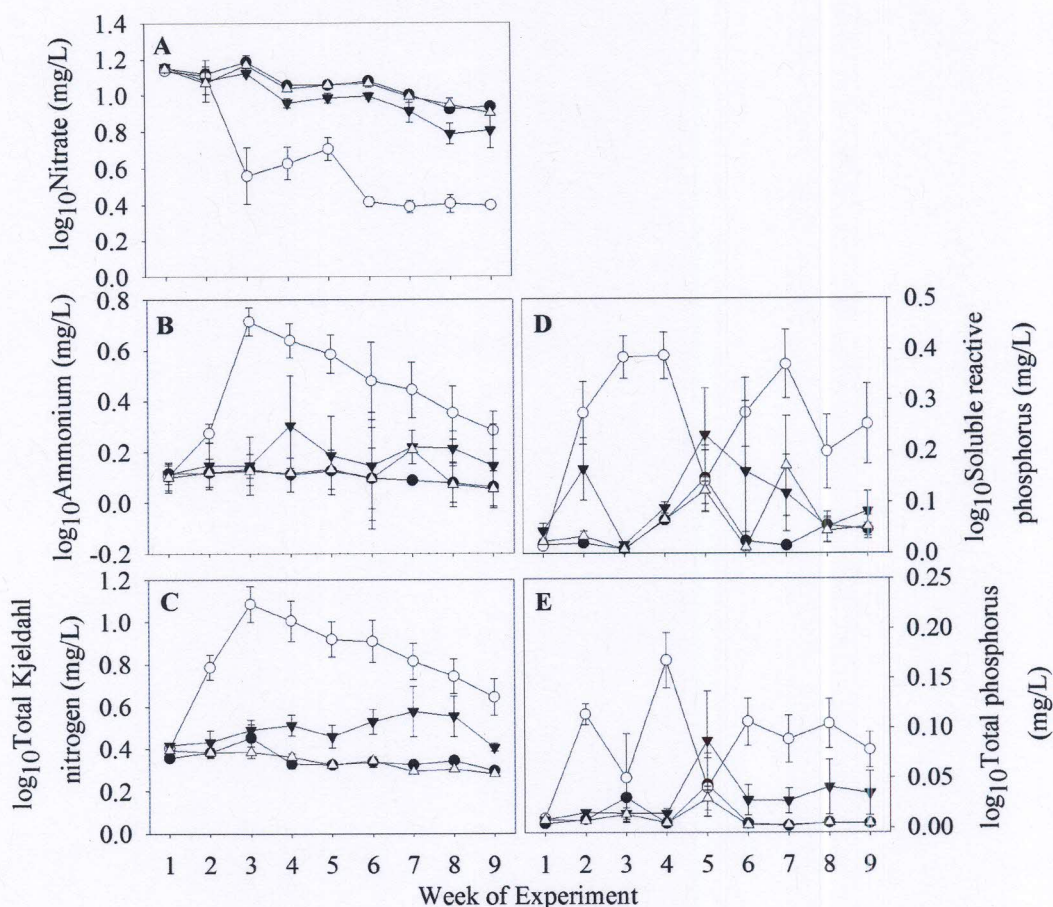 A
log10Nitrate (mg/L)
1.4
1.2
1.0
0.8
0.6
0.4
0.2
0.0
B
log10Ammonium (mg/L)
0.8
0.6
0.4
0.2
0.0
-0.2
D
0.5
0.4
0.3
0.2
0.1
0.0
log10Soluble reactive
phosphorus (mg/L)
C
log10Total Kjeldahl
nitrogen (mg/L)
1.2
1.0
0.8
0.6
0.4
0.2
0.0
E
0.25
0.20
0.15
0.10
0.05
0.00
log10Total phosphorus
(mg/L)
1 2 3 4 5 6 7 8 9
1 2 3 4 5 6 7 8 9
Week of Experiment